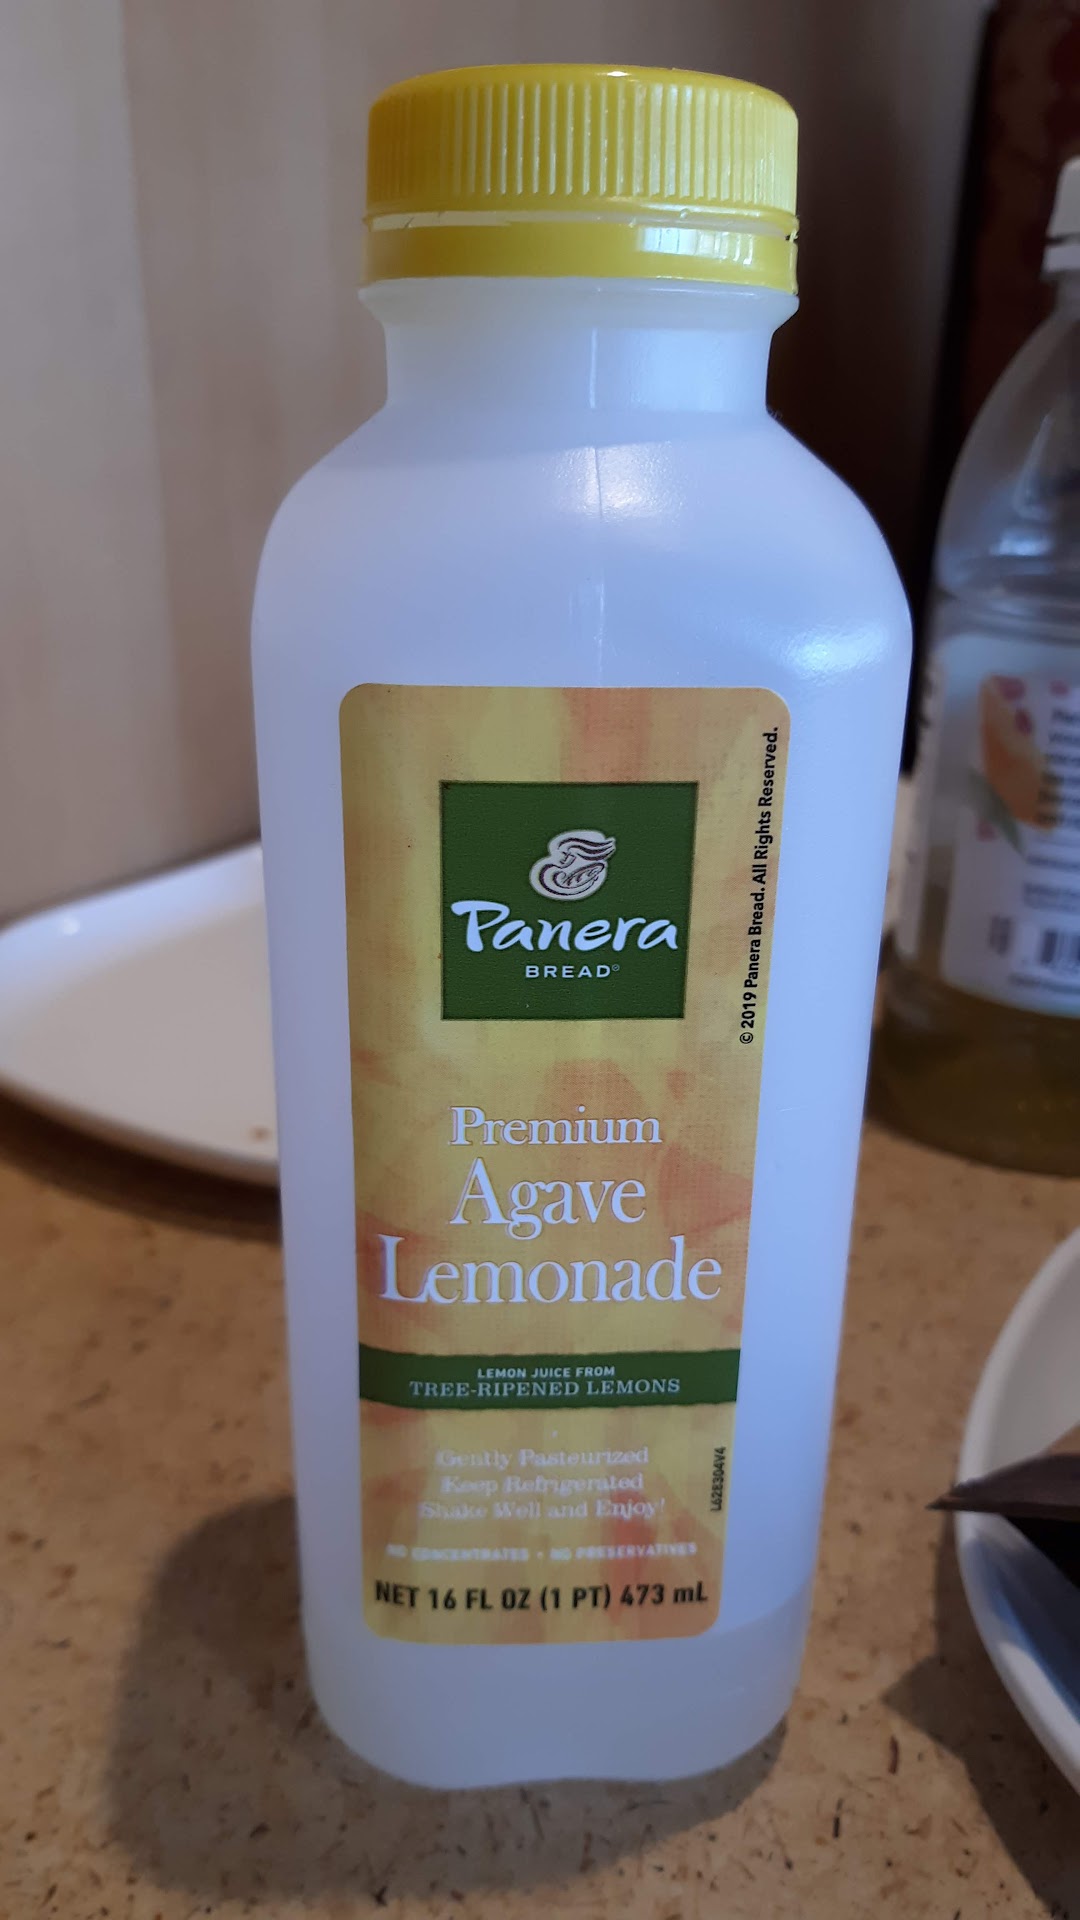 Panera
BREAD®
© 2019 Panera Bread. All Rights Reserved.
Premium
Agave
Lemonade
LEMON JUICE FROM
TREE-RIPENED LEMONS
Gently Pasteurized
Keep Refrigerated
Shake Well and Enjoy!
L628304V4
NO CONCENTRATES • NO PRESERVATIVES
NET 16 FL OZ (1 PT) 473 mL